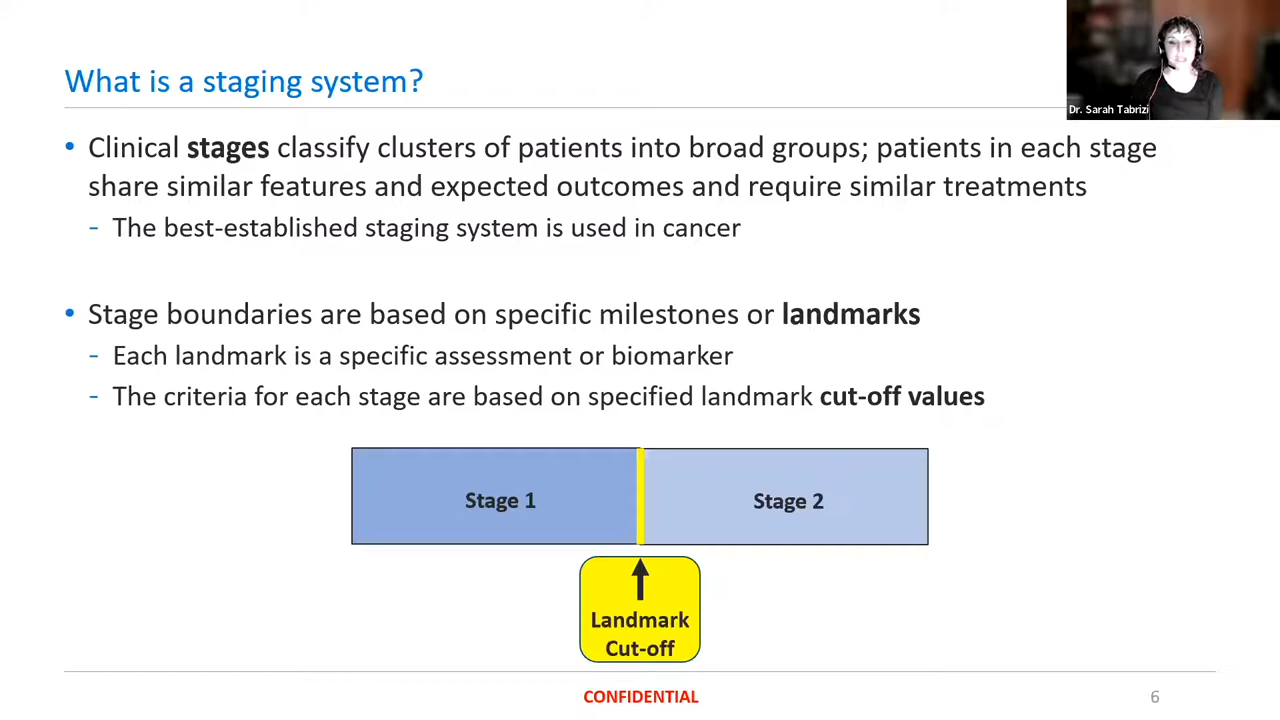 What is a staging system?
Dr. Sarah Tabrizi
• Clinical stages classify clusters of patients into broad groups; patients in each stage
share similar features and expected outcomes and require similar treatments
- The best-established staging system is used in cancer
• Stage boundaries are based on specific milestones or landmarks
- Each landmark is a specific assessment or biomarker
- The criteria for each stage are based on specified landmark cut-off values
Stage 1
Stage 2
Landmark
Cut-off
CONFIDENTIAL
6